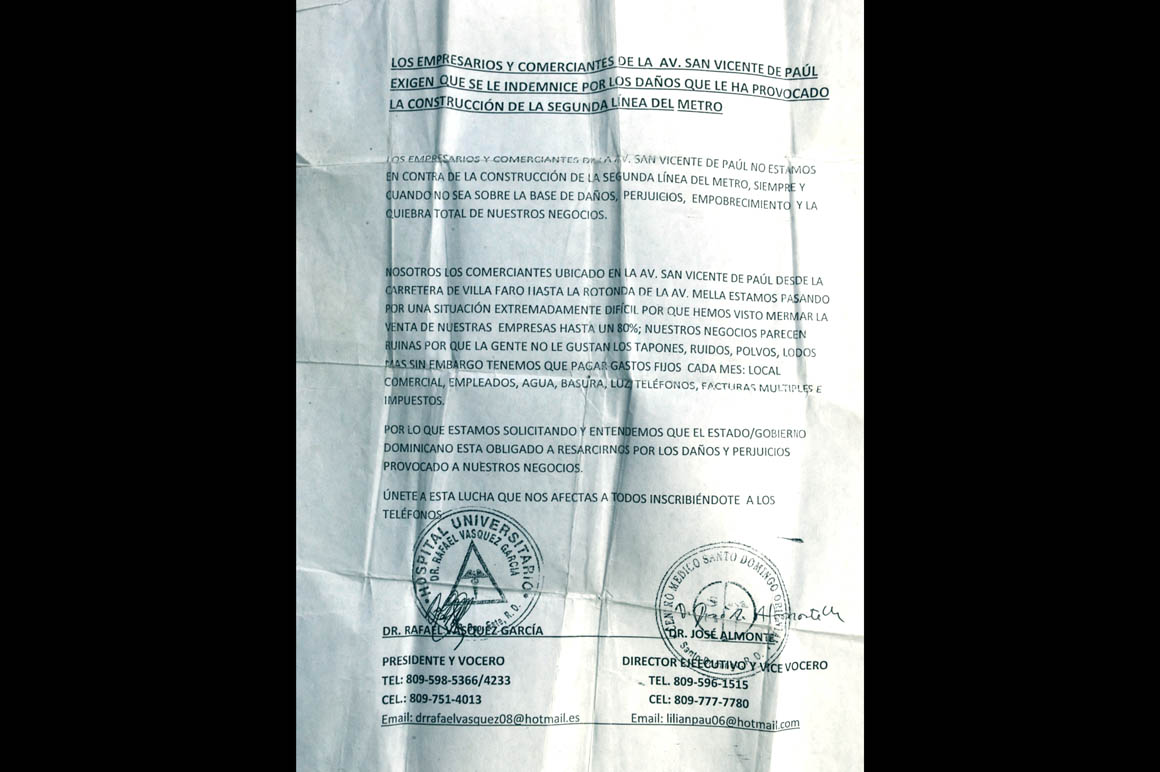 LOS EMPRESARIOS Y COMERCIANTES DE LA AV. SAN VICENTE DE PAÚL
EXIGEN QUE SE LE INDEMNICE POR LOS DAÑOS QUE LE HA PROVOCADO
LA CONSTRUCCIÓN DE LA SEGUNDA LÍNEA DEL METRO
LOS EMPRESARIOS Y COMERCIANTES DE LA AV. SAN VICENTE DE PAÚL NO ESTAMOS
EN CONTRA DE LA CONSTRUCCIÓN DE LA SEGUNDA LÍNEA DEL METRO, SIEMPRE Y
CUANDO NO SEA SOBRE LA BASE DE DAÑOS, PERJUICIOS, EMPOBRECIMIENTO Y LA
QUIEBRA TOTAL DE NUESTROS NEGOCIOS.
NOSOTROS LOS COMERCIANTES UBICADO EN LA AV. SAN VICENTE DE PAÚL DESDE LA
CARRETERA DE VILLA FARO HASTA LA ROTONDA DE LA AV. MELLA ESTAMOS PASANDO
POR UNA SITUACIÓN EXTREMADAMENTE DIFÍCIL POR QUE HEMOS VISTO MERMAR LA
VENTA DE NUESTRAS EMPRESAS HASTA UN 80%; NUESTROS NEGOCIOS PARECEN
RUINAS POR QUE LA GENTE NO LE GUSTAN LOS TAPONES, RUIDOS, POLVOS, LODOS
MAS SIN EMBARGO TENEMOS QUE PAGAR GASTOS FIJOS CADA MES: LOCAL
COMERCIAL, EMPLEADOS, AGUA, BASURA, LUZ, TELÉFONOS, FACTURAS MULTIPLES E
IMPUESTOS.
POR LO QUE ESTAMOS SOLICITANDO Y ENTENDEMOS QUE EL ESTADO/GOBIERNO
DOMINICANO ESTA OBLIGADO A RESARCIRNOS POR LOS DAÑOS Y PERJUICIOS
PROVOCADO A NUESTROS NEGOCIOS.
ÚNETE A ESTA LUCHA QUE NOS AFECTAS A TODOS INSCRIBIÉNDOTE A LOS
TELÉFONOS:
HOSPITAL UNIVERSITARIO
DR. RAFAEL VASQUEZ GARCIA
Este, R.D.
CENTRO MEDICO SANTO DOMINGO ORIENTAL
Santo R.D.
DR. RAFAEL VASQUEZ GARCÍA
DR. JOSÉ ALMONTE
PRESIDENTE Y VOCERO
DIRECTOR EJECUTIVO Y VICE VOCERO
TEL: 809-598-5366/4233
TEL. 809-596-1515
CEL.: 809-751-4013
CEL: 809-777-7780
Email: drrafaelvasquez08@hotmail.es
Email: lilianpau06@hotmail.com